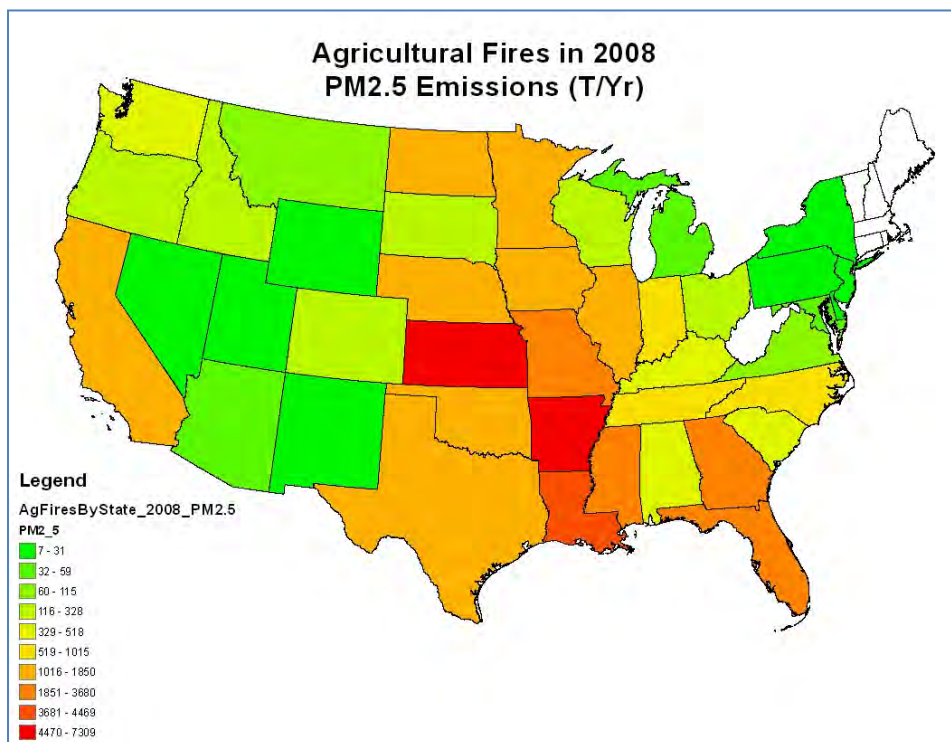 Agricultural Fires in 2008
PM2.5 Emissions (T/Yr)
Legend
AgFiresByState_2008_PM2.5
PM2_5
7 - 31
32 - 59
60 - 115
116 - 328
329 - 518
519 - 1015
1016 - 1850
1851 - 3680
3681 - 4469
4470 - 7309